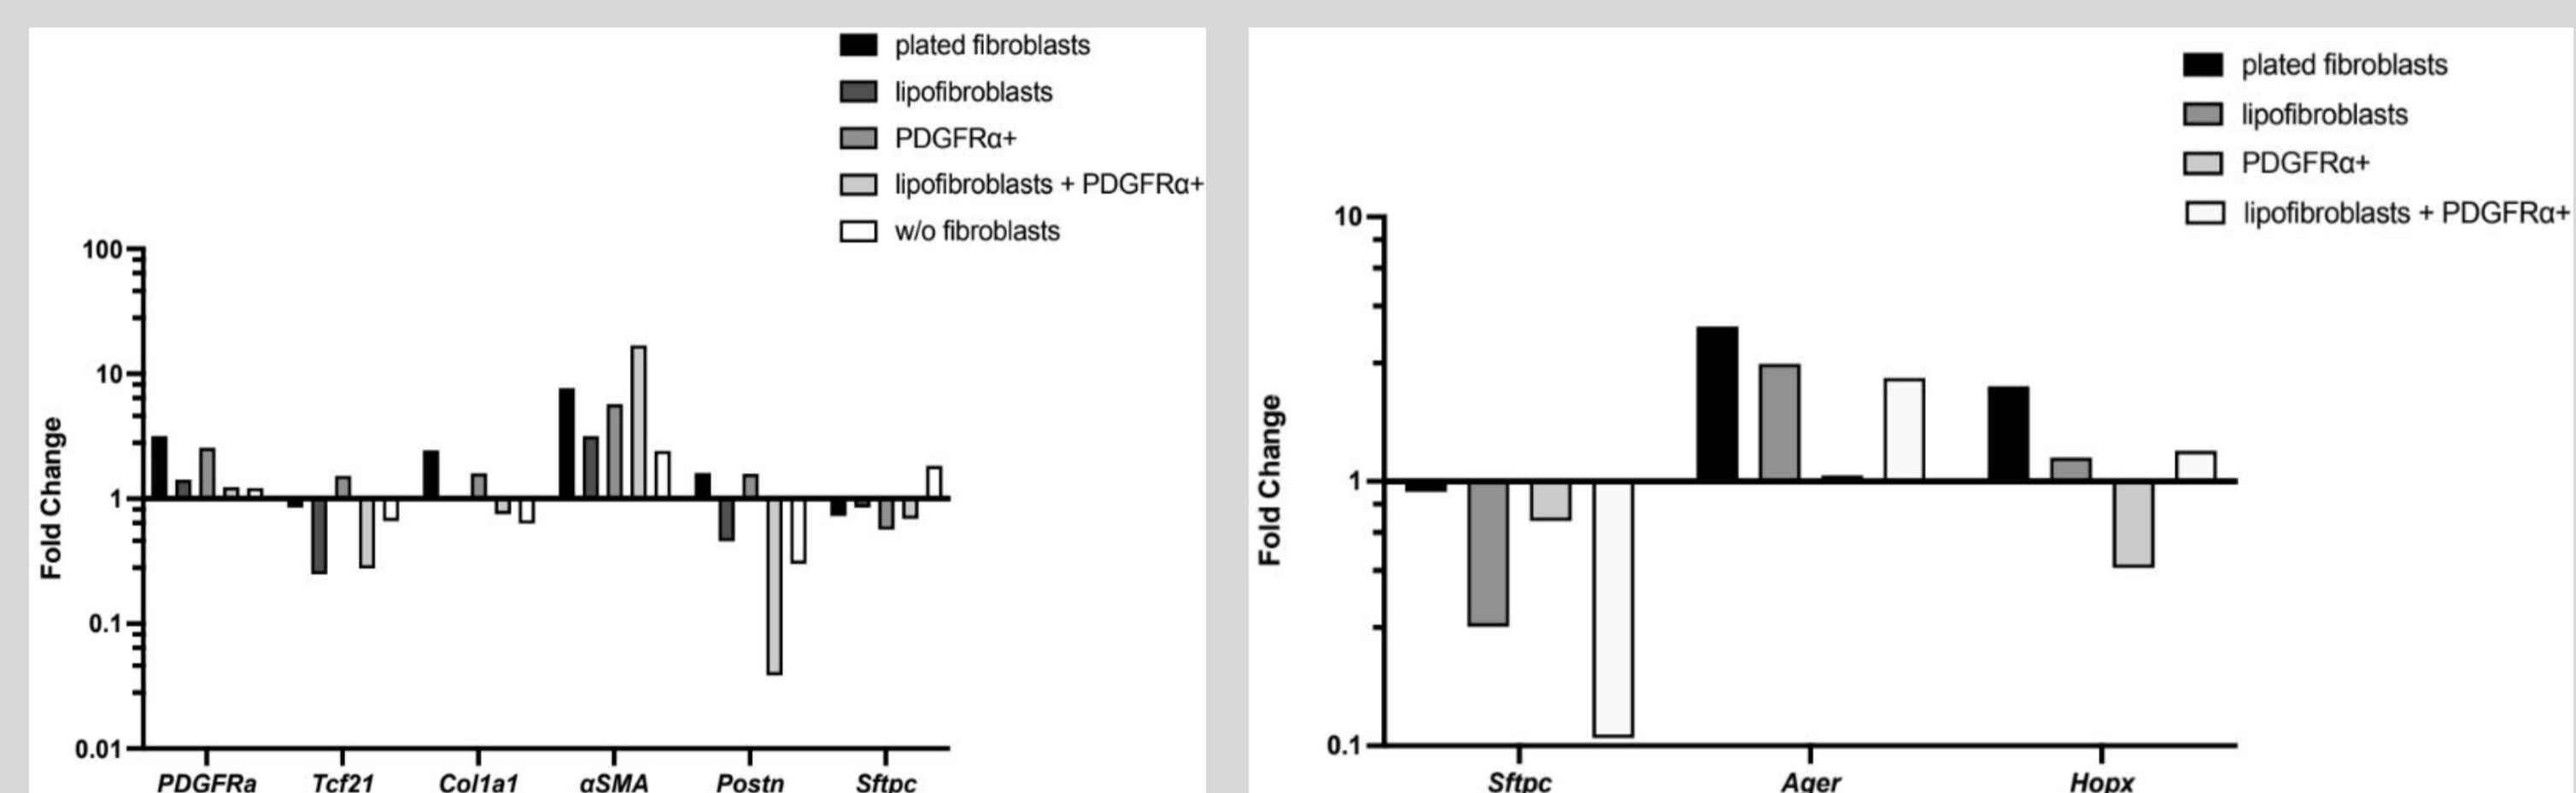 plated fibroblasts
lipofibroblasts
PDGFRα+
lipofibroblasts + PDGFRα+
w/o fibroblasts
100
10
1
0.1
0.01
Fold Change
PDGFRa Tcf21 Col1a1 αSMA Postn Sftpc
plated fibroblasts
lipofibroblasts
PDGFRα+
lipofibroblasts + PDGFRα+
10
1
0.1
Fold Change
Sftpc Ager Hopx